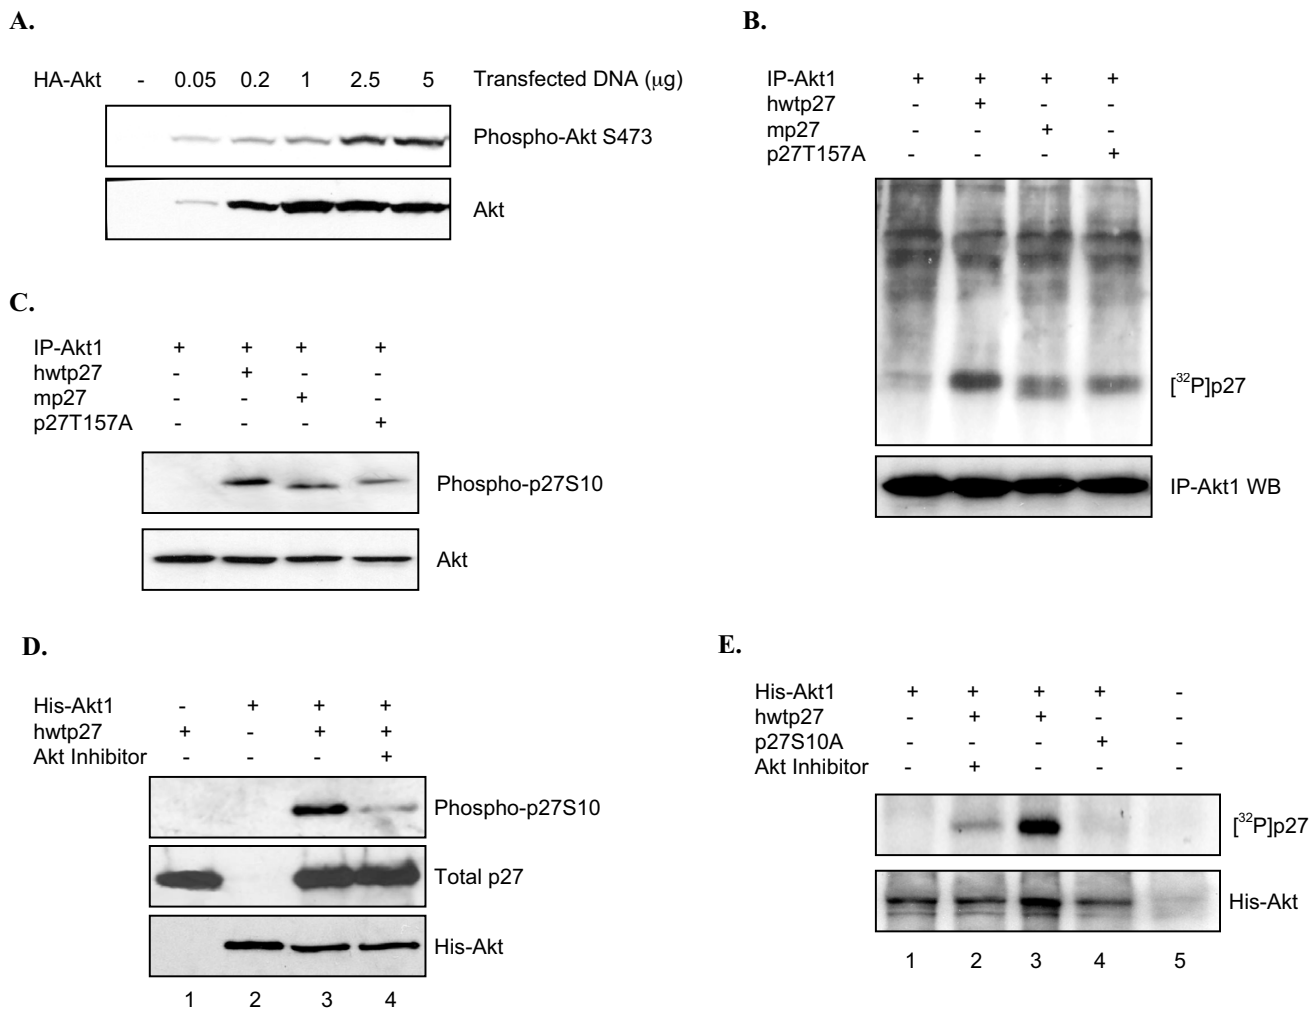 A.
HA-Akt - 0.05 0.2 1 2.5 5 Transfected DNA (μg)
Phospho-Akt S473
Akt
B.
IP-Akt1 + + + +
hwtp27 - + - -
mp27 - - + -
p27T157A - - - +
[32P]p27
IP-Akt1 WB
C.
IP-Akt1 + + + +
hwtp27 - + - -
mp27 - - + -
p27T157A - - - +
Phospho-p27S10
Akt
D.
His-Akt1 - + + +
hwtp27 + - + +
Akt Inhibitor - - - +
Phospho-p27S10
Total p27
His-Akt
1 2 3 4
E.
His-Akt1 + + + + -
hwtp27 - + + - -
p27S10A - - - + -
Akt Inhibitor - + - - -
[32P]p27
His-Akt
1 2 3 4 5